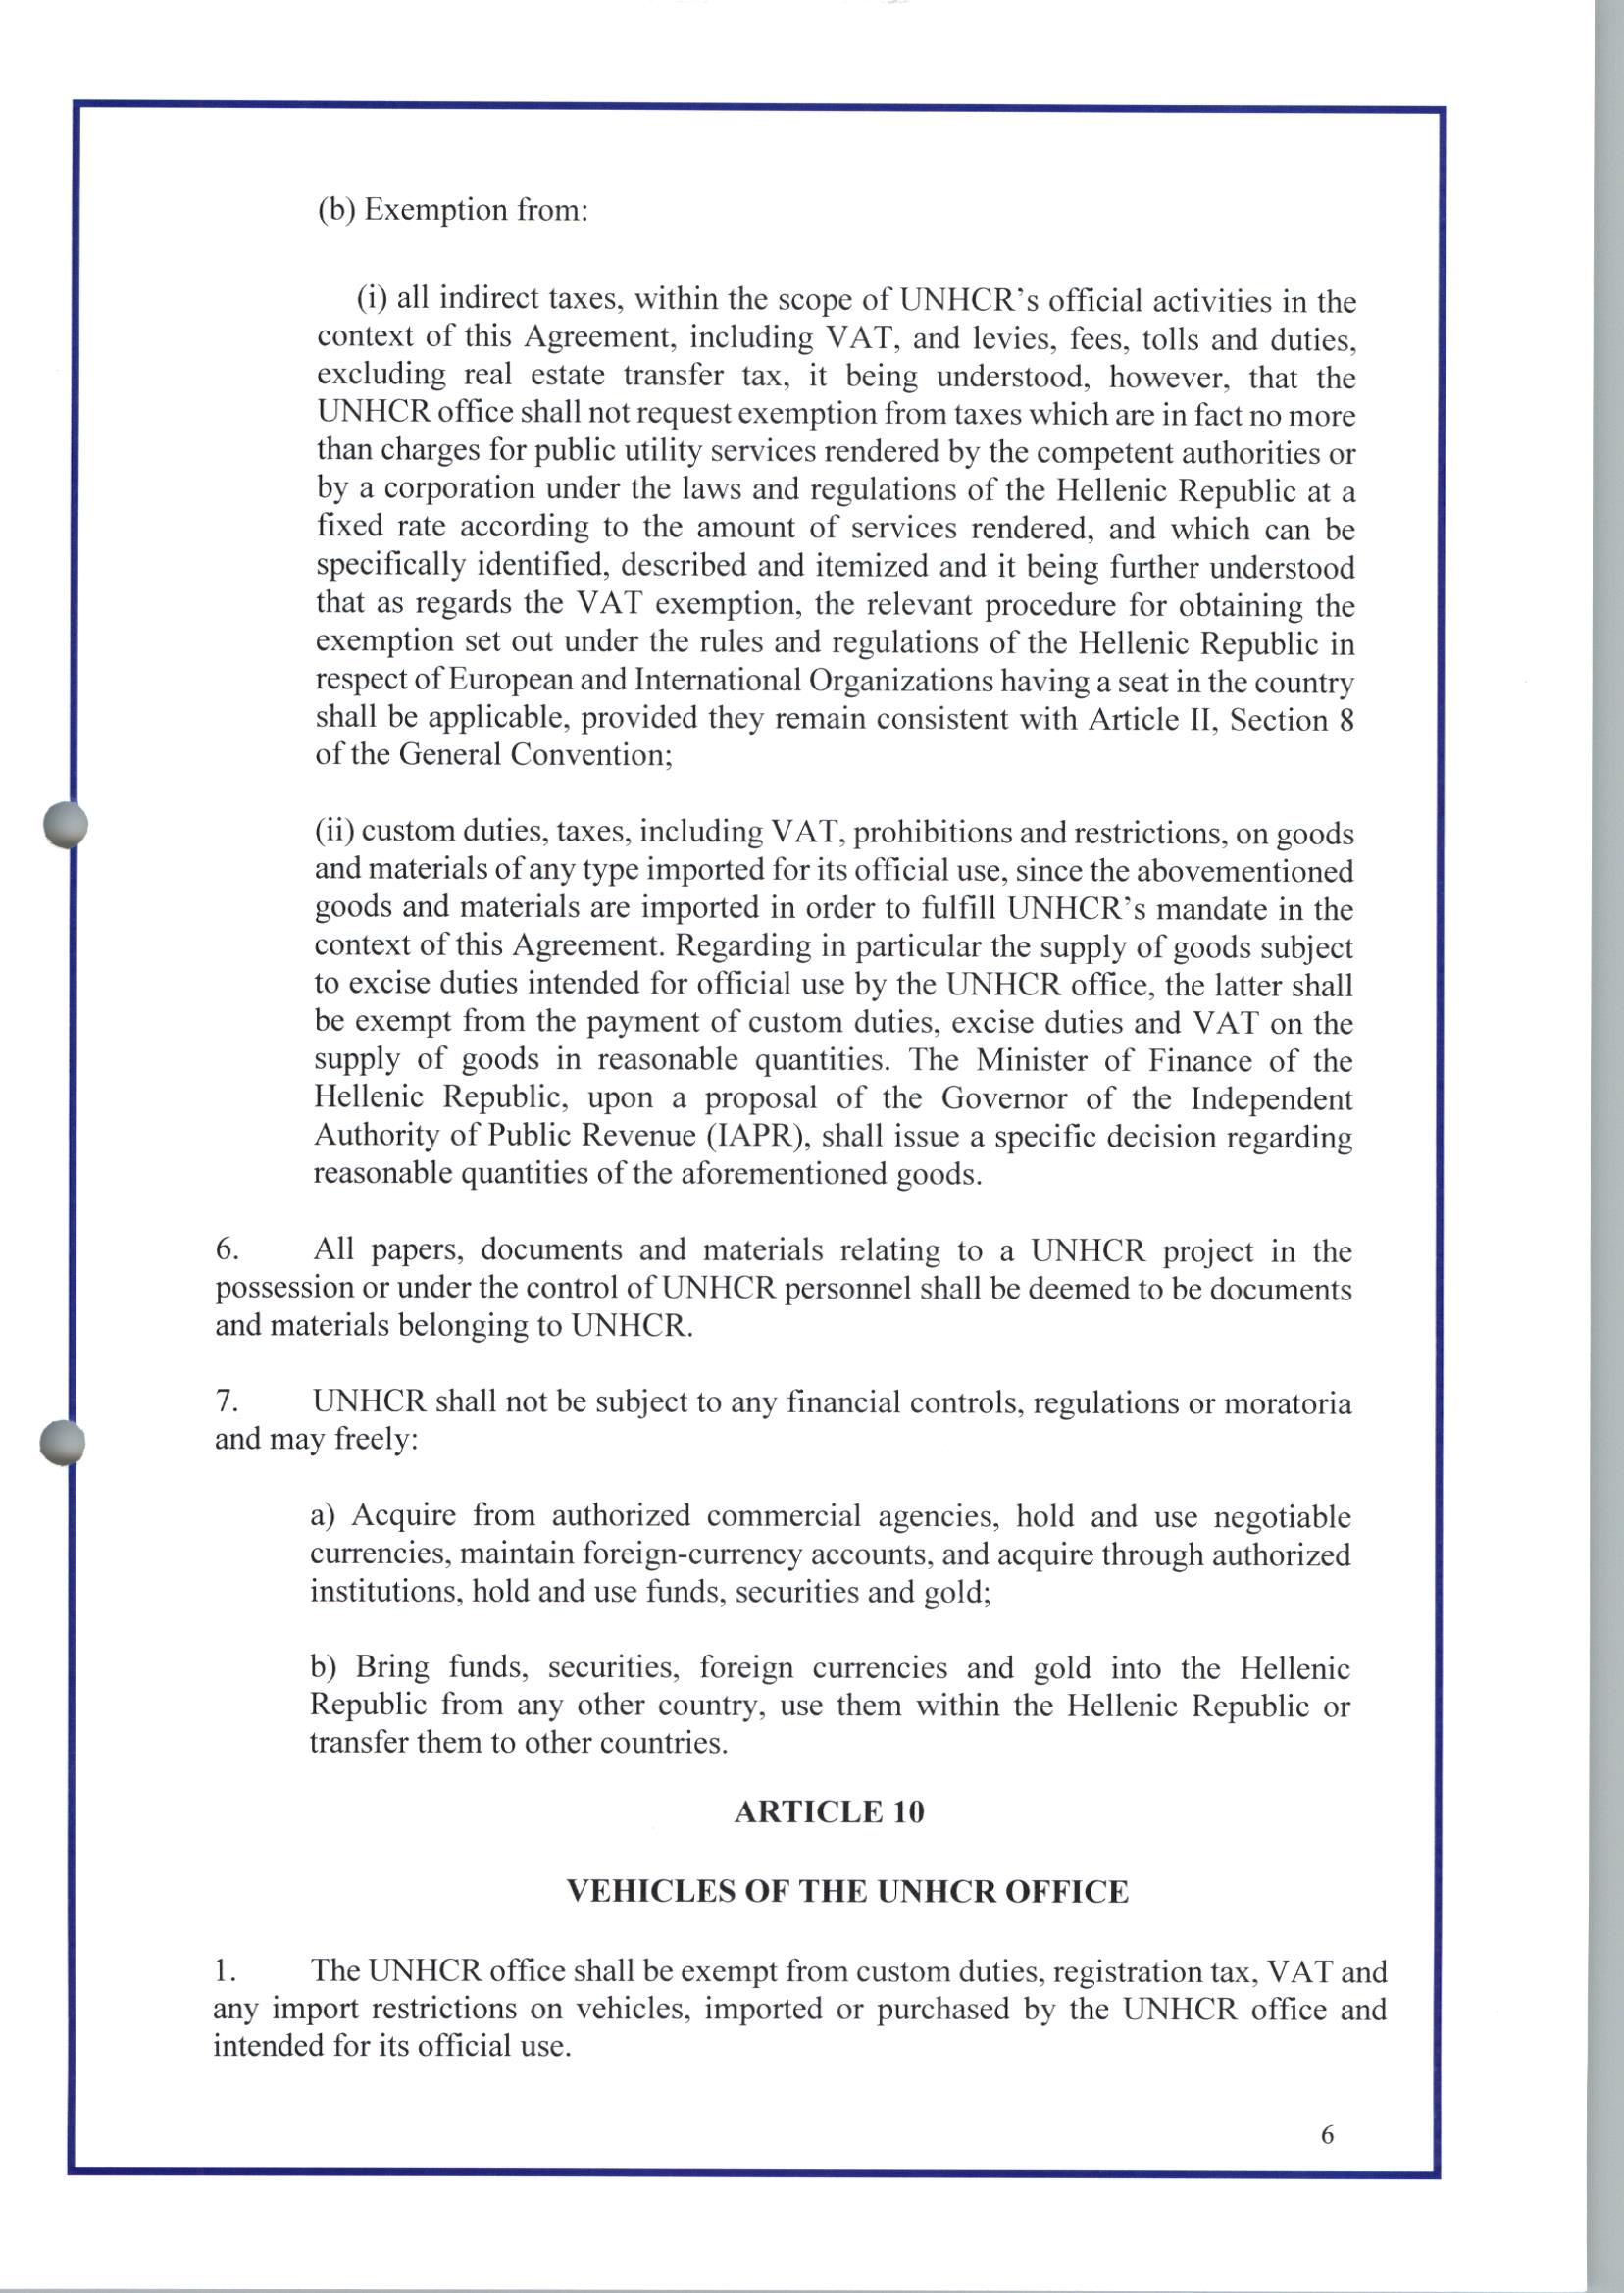 (b) Exemption from:
(i) all indirect taxes, within the scope of UNHCR's official activities in the
context of this Agreement, including VAT, and levies, fees, tolls and duties,
excluding real estate transfer tax, it being understood, however, that the
UNHCR office shall not request exemption from taxes which are in fact no more
than charges for public utility services rendered by the competent authorities or
by a corporation under the laws and regulations of the Hellenic Republic at a
fixed rate according to the amount of services rendered, and which can be
specifically identified, described and itemized and it being further understood
that as regards the VAT exemption, the relevant procedure for obtaining the
exemption set out under the rules and regulations of the Hellenic Republic in
respect of European and International Organizations having a seat in the country
shall be applicable, provided they remain consistent with Article II, Section 8
of the General Convention;
(ii) custom duties, taxes, including VAT, prohibitions and restrictions, on goods
and materials of any type imported for its official use, since the abovementioned
goods and materials are imported in order to fulfill UNHCR's mandate in the
context of this Agreement. Regarding in particular the supply of goods subject
to excise duties intended for official use by the UNHCR office, the latter shall
be exempt from the payment of custom duties, excise duties and VAT on the
supply of goods in reasonable quantities. The Minister of Finance of the
Hellenic Republic, upon a proposal of the Governor of the Independent
Authority of Public Revenue (IAPR), shall issue a specific decision regarding
reasonable quantities of the aforementioned goods.
6. All papers, documents and materials relating to a UNHCR project in the
possession or under the control of UNHCR personnel shall be deemed to be documents
and materials belonging to UNHCR.
7. UNHCR shall not be subject to any financial controls, regulations or moratoria
and may freely:
a) Acquire from authorized commercial agencies, hold and use negotiable
currencies, maintain foreign-currency accounts, and acquire through authorized
institutions, hold and use funds, securities and gold;
b) Bring funds, securities, foreign currencies and gold into the Hellenic
Republic from any other country, use them within the Hellenic Republic or
transfer them to other countries.
ARTICLE 10
VEHICLES OF THE UNHCR OFFICE
1. The UNHCR office shall be exempt from custom duties, registration tax, VAT and
any import restrictions on vehicles, imported or purchased by the UNHCR office and
intended for its official use.
6